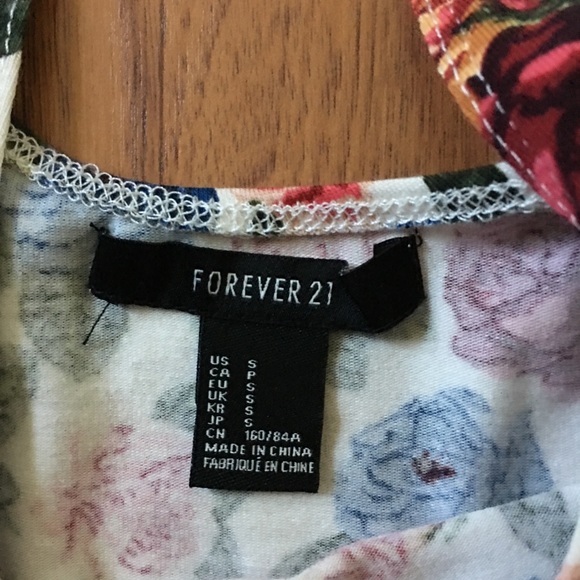 FOREVER 21
US S
CA P
EU S
UK S
KR S
JP S
CN 160/84A
MADE IN CHINA
FABRIQUÉ EN CHINE